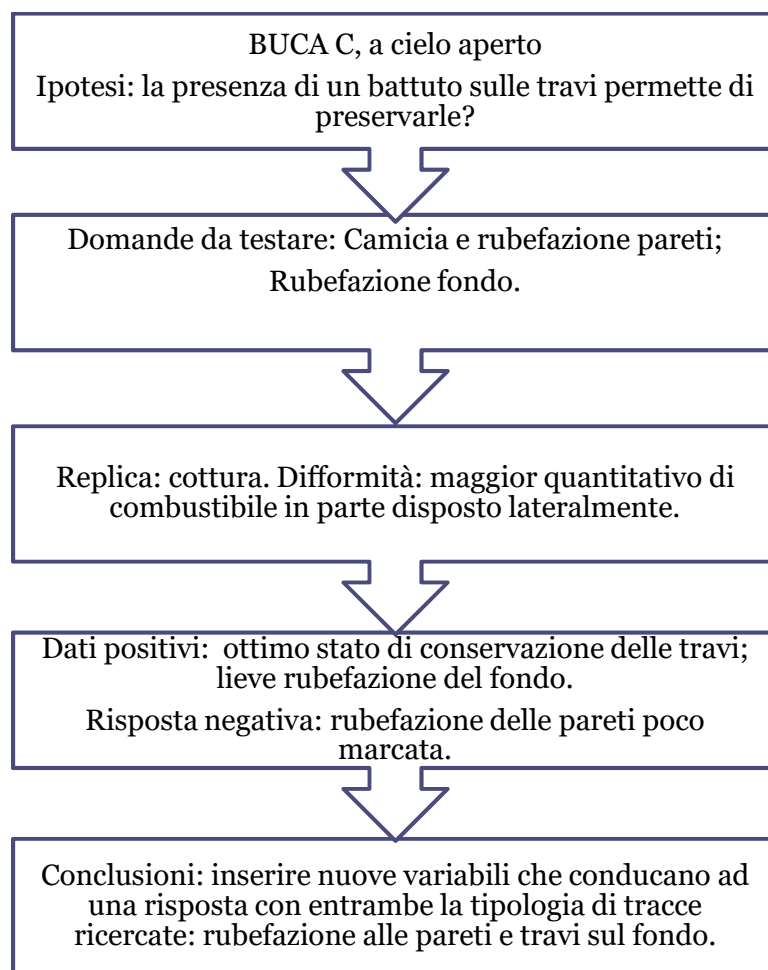 BUCA C, a cielo aperto
Ipotesi: la presenza di un battuto sulle travi permette di
preservarle?
Domande da testare: Camicia e rubefazione pareti;
Rubefazione fondo.
Replica: cottura. Difformità: maggior quantitativo di
combustibile in parte disposto lateralmente.
Dati positivi: ottimo stato di conservazione delle travi;
lieve rubefazione del fondo.
Risposta negativa: rubefazione delle pareti poco
marcata.
Conclusioni: inserire nuove variabili che conducano ad
una risposta con entrambe la tipologia di tracce
ricercate: rubefazione alle pareti e travi sul fondo.